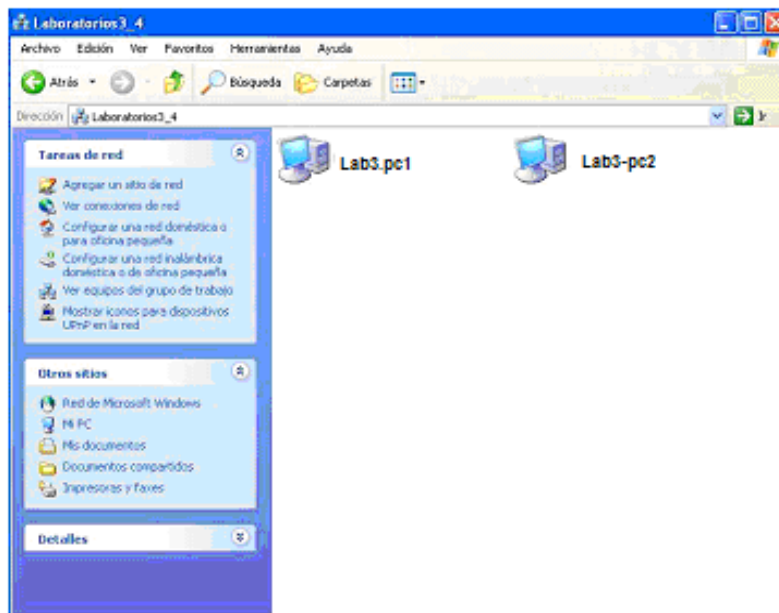 Laboratorios3_4
Archivo Edición Ver Favoritos Herramientas Ayuda
Atrás Búsqueda Carpetas
Dirección Laboratorios3_4 Ir
Tareas de red
Agregar un sitio de red
Ver conexiones de red
Configurar una red doméstica o
para oficina pequeña
Configurar una red inalámbrica
doméstica o de oficina pequeña
Ver equipos del grupo de trabajo
Mostrar iconos para dispositivos
UPnP en la red
Otros sitios
Red de Microsoft Windows
Mi PC
Mis documentos
Documentos compartidos
Impresoras y faxes
Detalles
Lab3.pc1
Lab3-pc2